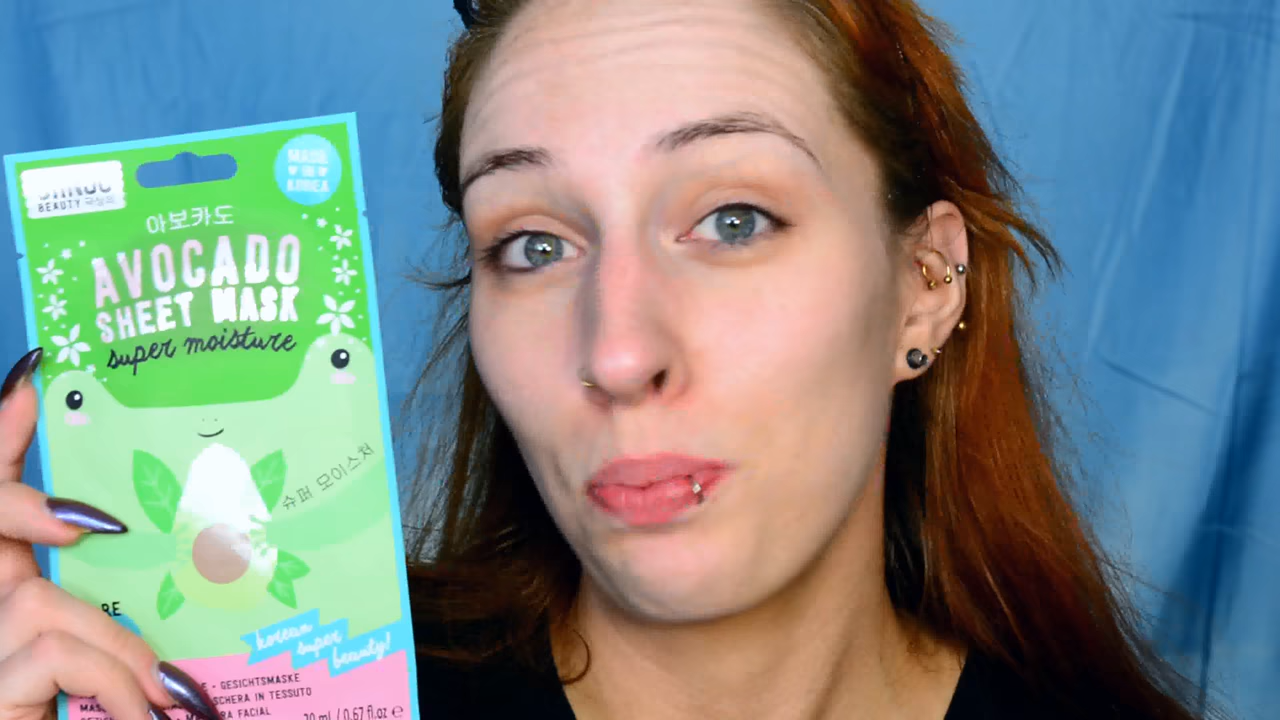 MADE
IN
KOREA
BEAUTY
아보카도
AVOCADO
SHEET MASK
super moisture
슈퍼 모이스처
korean
super
beauty!
- GESICHTSMASKE
IN TESSUTO
FACIAL
20 mL / 0.67 fl.oz ℮